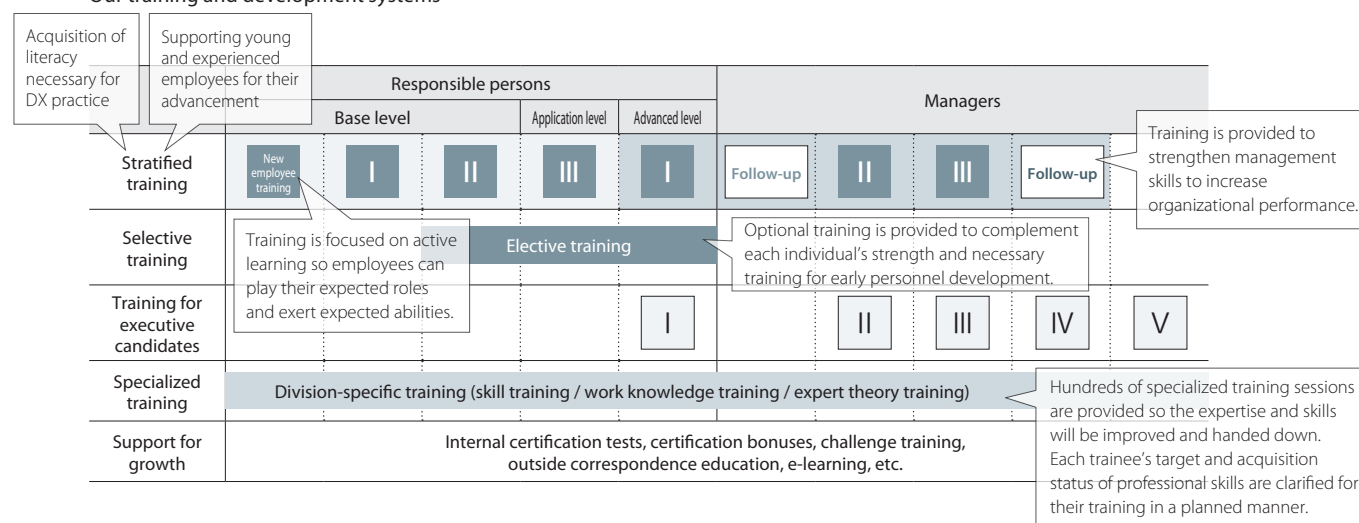 Our training and development systems
Acquisition of
literacy
necessary for
DX practice
Supporting young
and experienced
employees for their
advancement
Responsible persons
Managers
Base level
Application level
Advanced level
Training is provided to
strengthen management
skills to increase
organizational performance.
Stratified
training
New
employee
training
I
II
III
I
Follow-up
II
III
Follow-up
Selective
training
Training is focused on active
learning so employees can
play their expected roles
and exert expected abilities.
Elective training
Optional training is provided to complement
each individual's strength and necessary
training for early personnel development.
Training for
executive
candidates
I
II
III
IV
V
Specialized
training
Division-specific training (skill training / work knowledge training / expert theory training)
Hundreds of specialized training sessions
are provided so the expertise and skills
will be improved and handed down.
Each trainee's target and acquisition
status of professional skills are clarified for
their training in a planned manner.
Support for
growth
Internal certification tests, certification bonuses, challenge training,
outside correspondence education, e-learning, etc.